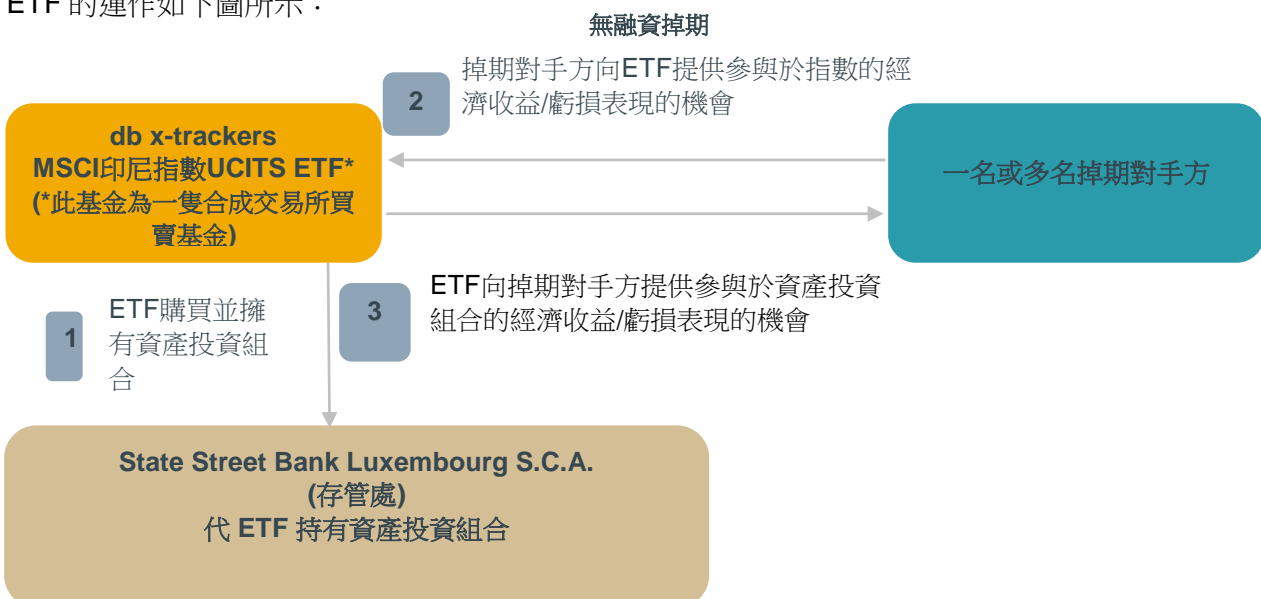 ETF 的運作如下圖所示：
無融資掉期
2
掉期對手方向ETF提供參與於指數的經
濟收益/虧損表現的機會
db x-trackers
MSCI印尼指數UCITS ETF*
(*此基金為一隻合成交易所買
賣基金)
一名或多名掉期對手方
1
ETF購買並擁
有資產投資組
合
3
ETF向掉期對手方提供參與於資產投資
組合的經濟收益/虧損表現的機會
State Street Bank Luxembourg S.C.A.
(存管處)
代 ETF 持有資產投資組合